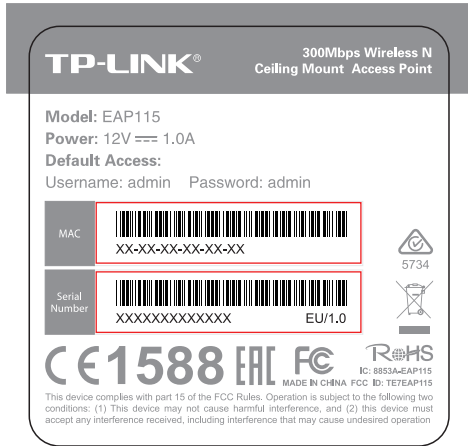 TP-LINK®
300Mbps Wireless N
Ceiling Mount Access Point
Model: EAP115
Power: 12V ⎓ 1.0A
Default Access:
Username: admin Password: admin
MAC
XX-XX-XX-XX-XX-XX
5734
Serial
Number
XXXXXXXXXXXXX EU/1.0
CE1588 EAC FC RoHS
IC: 8853A-EAP115
MADE IN CHINA FCC ID: TE7EAP115
This device complies with part 15 of the FCC Rules. Operation is subject to the following two
conditions: (1) This device may not cause harmful interference, and (2) this device must
accept any interference received, including interference that may cause undesired operation